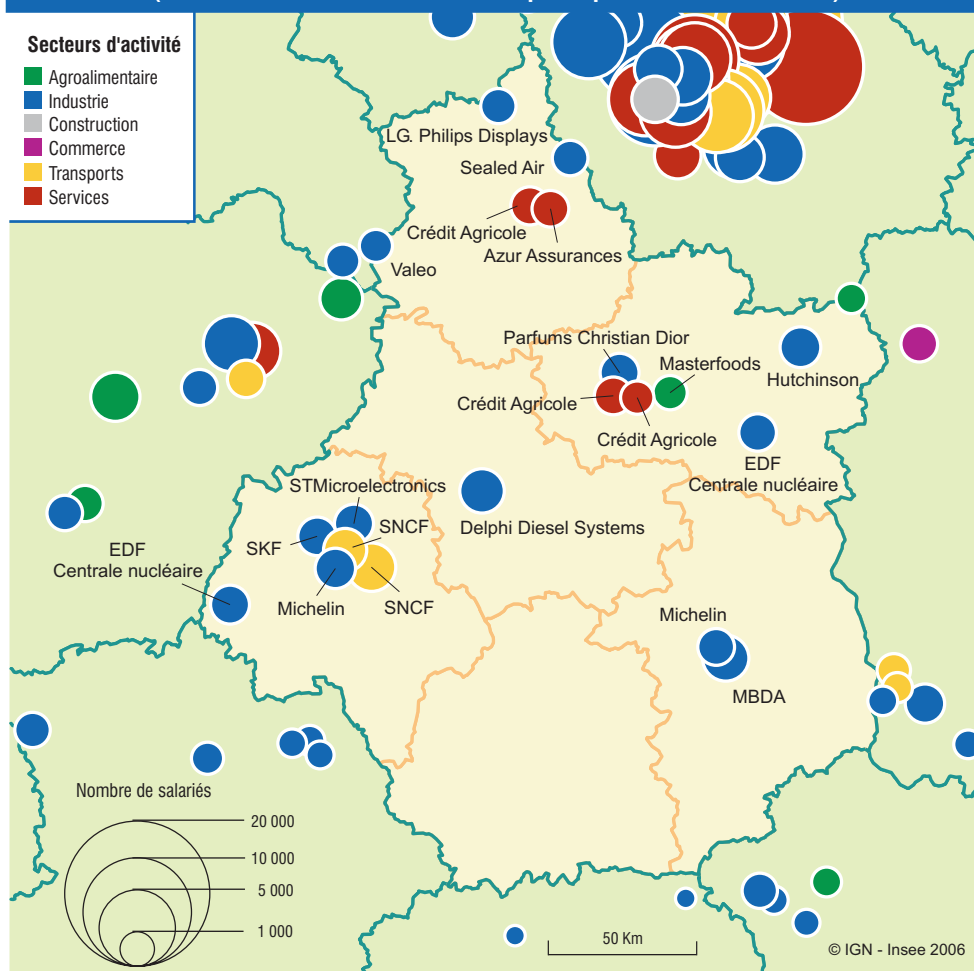 Secteurs d'activité
Agroalimentaire
Industrie
Construction
Commerce
Transports
Services
LG. Philips Displays
Sealed Air
Crédit Agricole
Azur Assurances
Valeo
Parfums Christian Dior
Masterfoods
Hutchinson
Crédit Agricole
Crédit Agricole
EDF
Centrale nucléaire
STMicroelectronics
SNCF
SKF
Delphi Diesel Systems
EDF
Centrale nucléaire
Michelin
SNCF
Michelin
MBDA
Nombre de salariés
20 000
10 000
5 000
1 000
50 Km
© IGN - Insee 2006